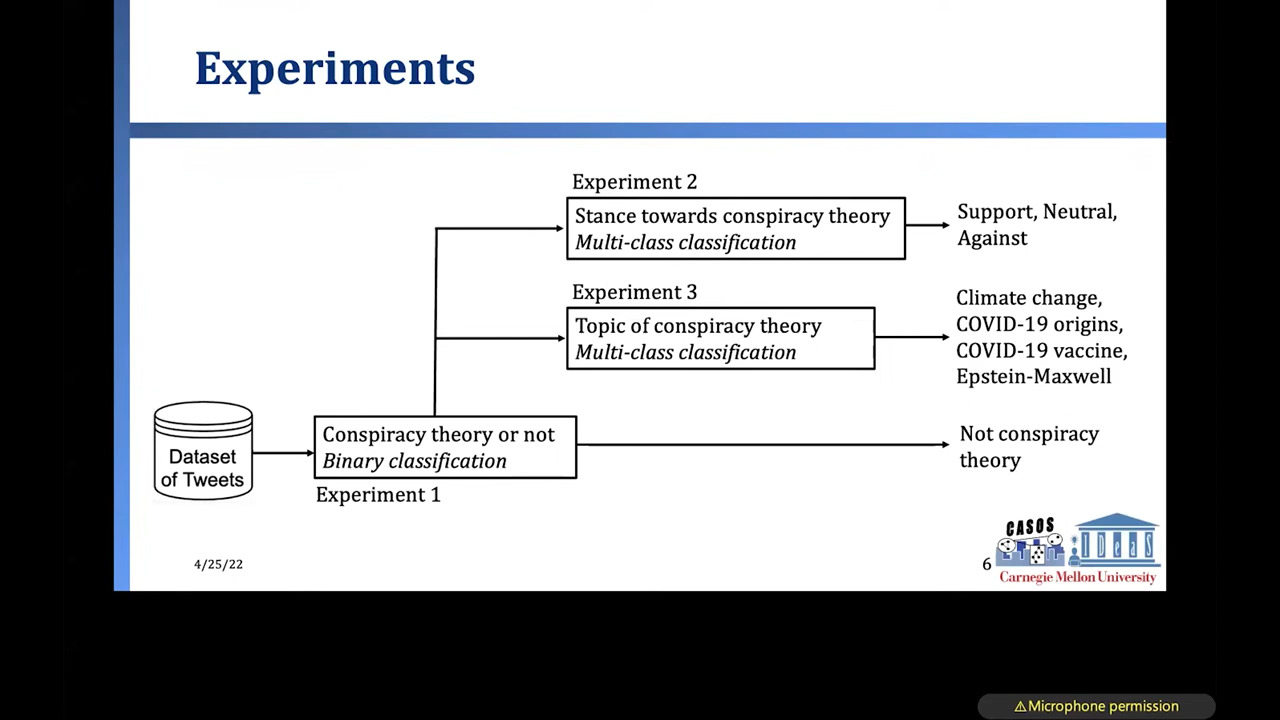 Experiments
Experiment 2
Stance towards conspiracy theory
Multi-class classification
Support, Neutral,
Against
Experiment 3
Topic of conspiracy theory
Multi-class classification
Climate change,
COVID-19 origins,
COVID-19 vaccine,
Epstein-Maxwell
Dataset
of Tweets
Conspiracy theory or not
Binary classification
Experiment 1
Not conspiracy
theory
4/25/22
6
CASOS
IDeaS
Carnegie Mellon University
⚠Microphone permission